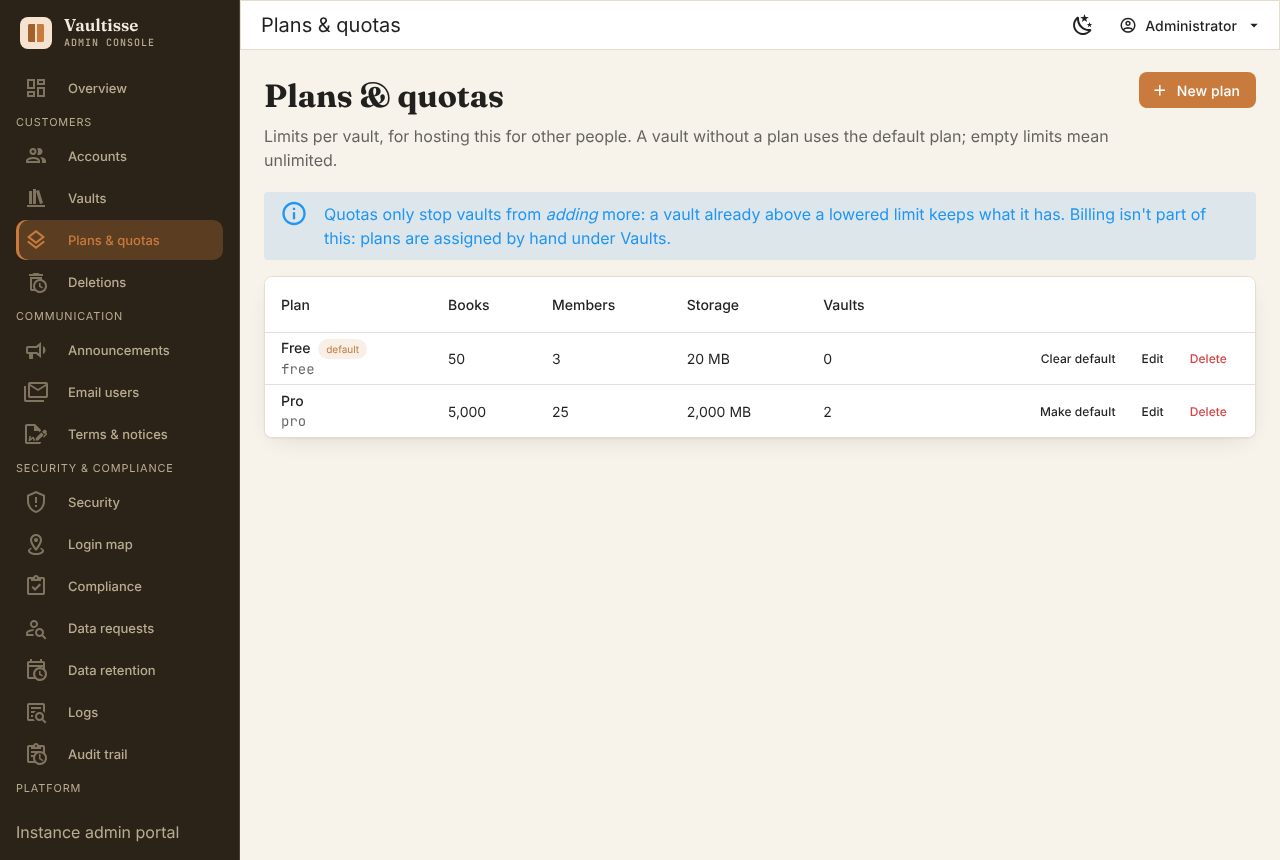 Vaultisse
ADMIN CONSOLE
Overview
CUSTOMERS
Accounts
Vaults
Plans & quotas
Deletions
COMMUNICATION
Announcements
Email users
Terms & notices
SECURITY & COMPLIANCE
Security
Login map
Compliance
Data requests
Data retention
Logs
Audit trail
PLATFORM
Instance admin portal
Plans & quotas
Administrator
Plans & quotas
New plan
Limits per vault, for hosting this for other people. A vault without a plan uses the default plan; empty limits mean
unlimited.
Quotas only stop vaults from adding more: a vault already above a lowered limit keeps what it has. Billing isn't part of
this: plans are assigned by hand under Vaults.
Plan Books Members Storage Vaults
Free default 50 3 20 MB 0 Clear default Edit Delete
free
Pro 5,000 25 2,000 MB 2 Make default Edit Delete
pro